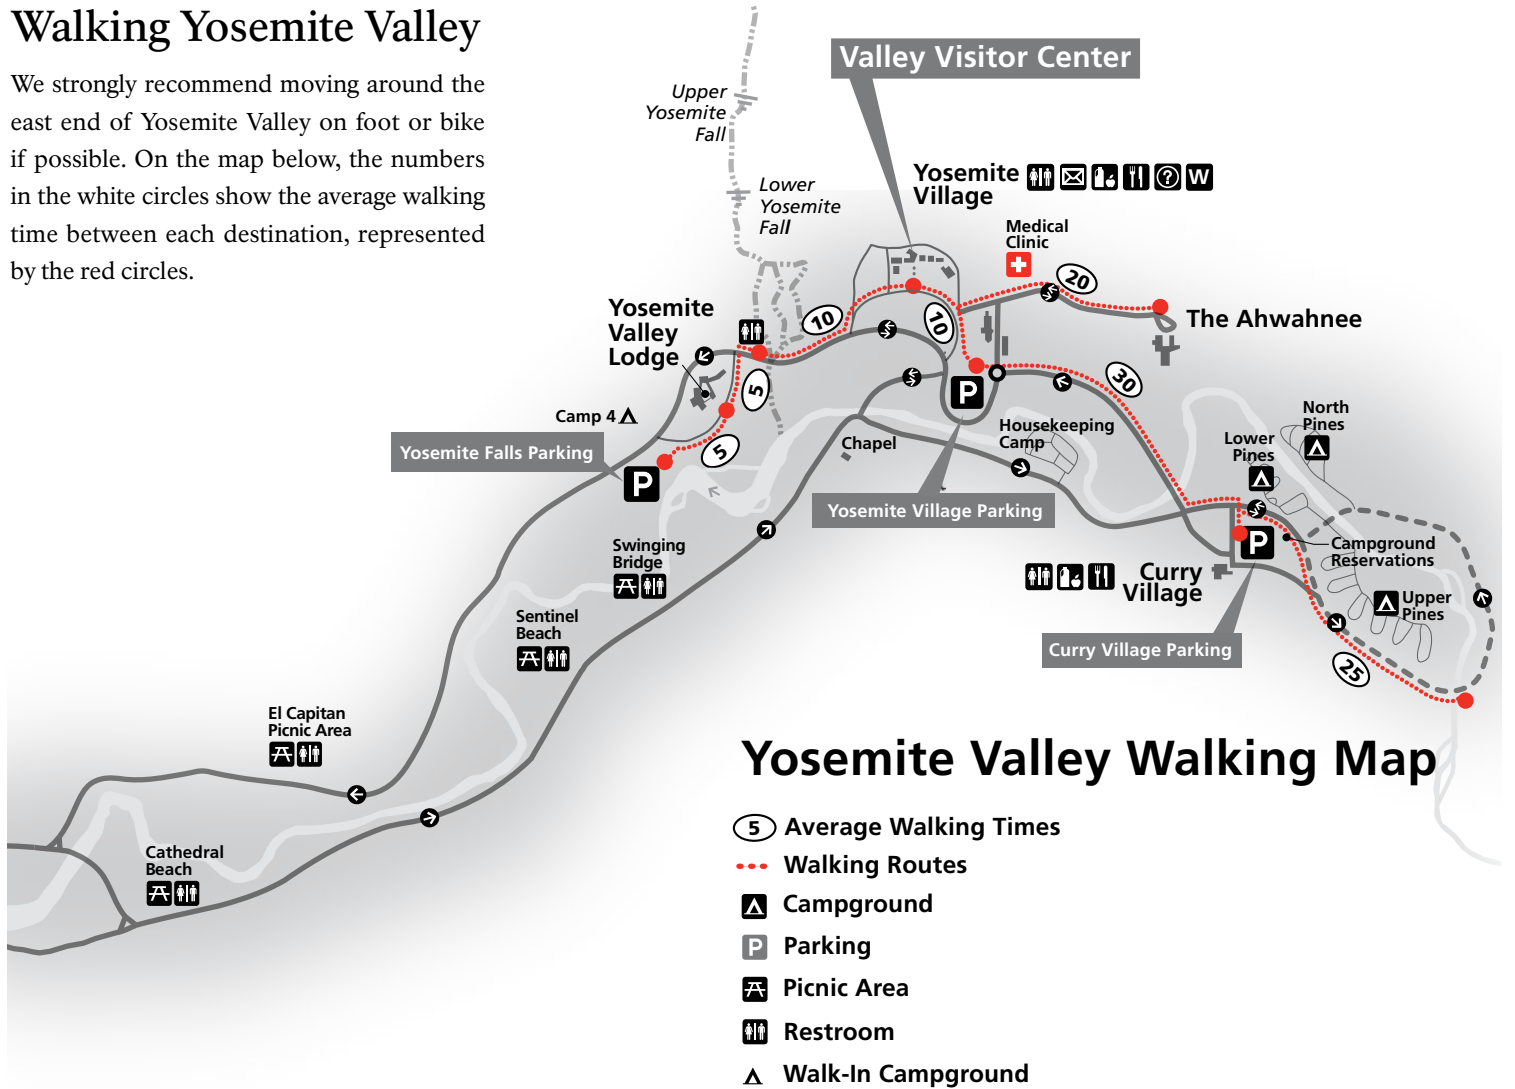 Walking Yosemite Valley
We strongly recommend moving around the
east end of Yosemite Valley on foot or bike
if possible. On the map below, the numbers
in the white circles show the average walking
time between each destination, represented
by the red circles.
Valley Visitor Center
Upper
Yosemite
Fall
Lower
Yosemite
Fall
Yosemite
Village
W
Medical
Clinic
20
The Ahwahnee
Yosemite
Valley
Lodge
10
10
5
5
30
P
Camp 4
Yosemite Falls Parking
P
Chapel
Housekeeping
Camp
North
Pines
Lower
Pines
Yosemite Village Parking
P
Campground
Reservations
Swinging
Bridge
Curry
Village
Upper
Pines
Sentinel
Beach
Curry Village Parking
25
El Capitan
Picnic Area
Cathedral
Beach
Yosemite Valley Walking Map
5 Average Walking Times
Walking Routes
Campground
P Parking
Picnic Area
Restroom
Walk-In Campground